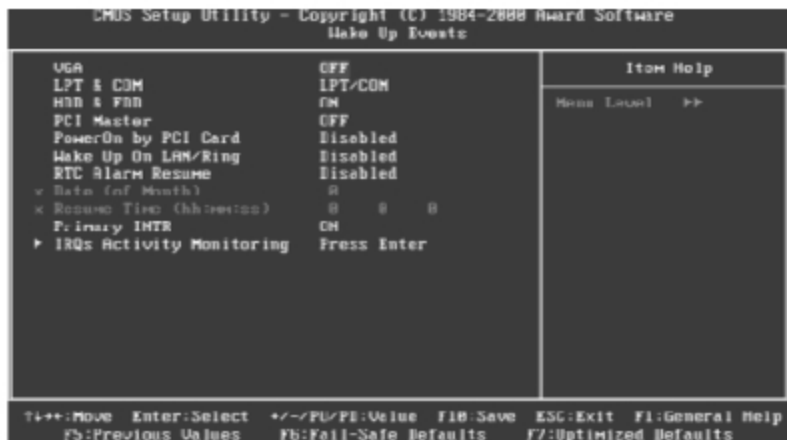 CMOS Setup Utility - Copyright (C) 1984-2000 Award Software
Wake Up Events
VGA OFF
LPT & COM LPT/COM
HDD & FDD ON
PCI Master OFF
PowerOn by PCI Card Disabled
Wake Up On LAN/Ring Disabled
RTC Alarm Resume Disabled
x Date (of Month) 0
x Resume Time (hh:mm:ss) 0 0 0
Primary INTR ON
▸ IRQs Activity Monitoring Press Enter
Item Help
Menu Level ▸▸
↑↓→←:Move Enter:Select +/-/PU/PD:Value F10:Save ESC:Exit F1:General Help
F5:Previous Values F6:Fail-Safe Defaults F7:Optimized Defaults